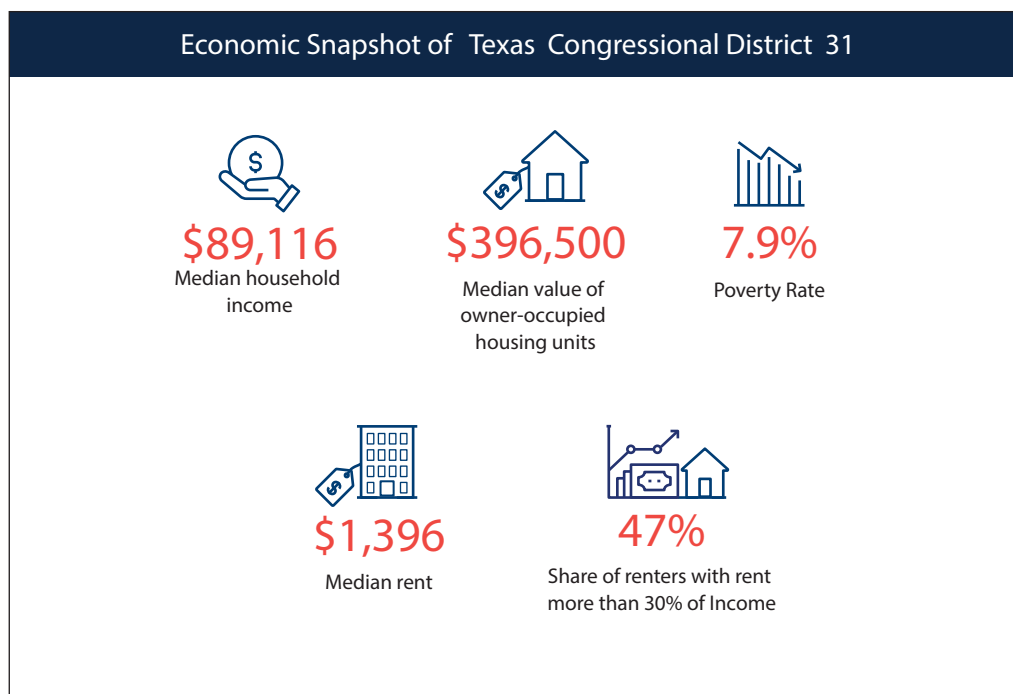 Economic Snapshot of Texas Congressional District 31
$
$
$89,116
Median household
income
$396,500
Median value of
owner-occupied
housing units
7.9%
Poverty Rate
$
$1,396
Median rent
47%
Share of renters with rent
more than 30% of Income